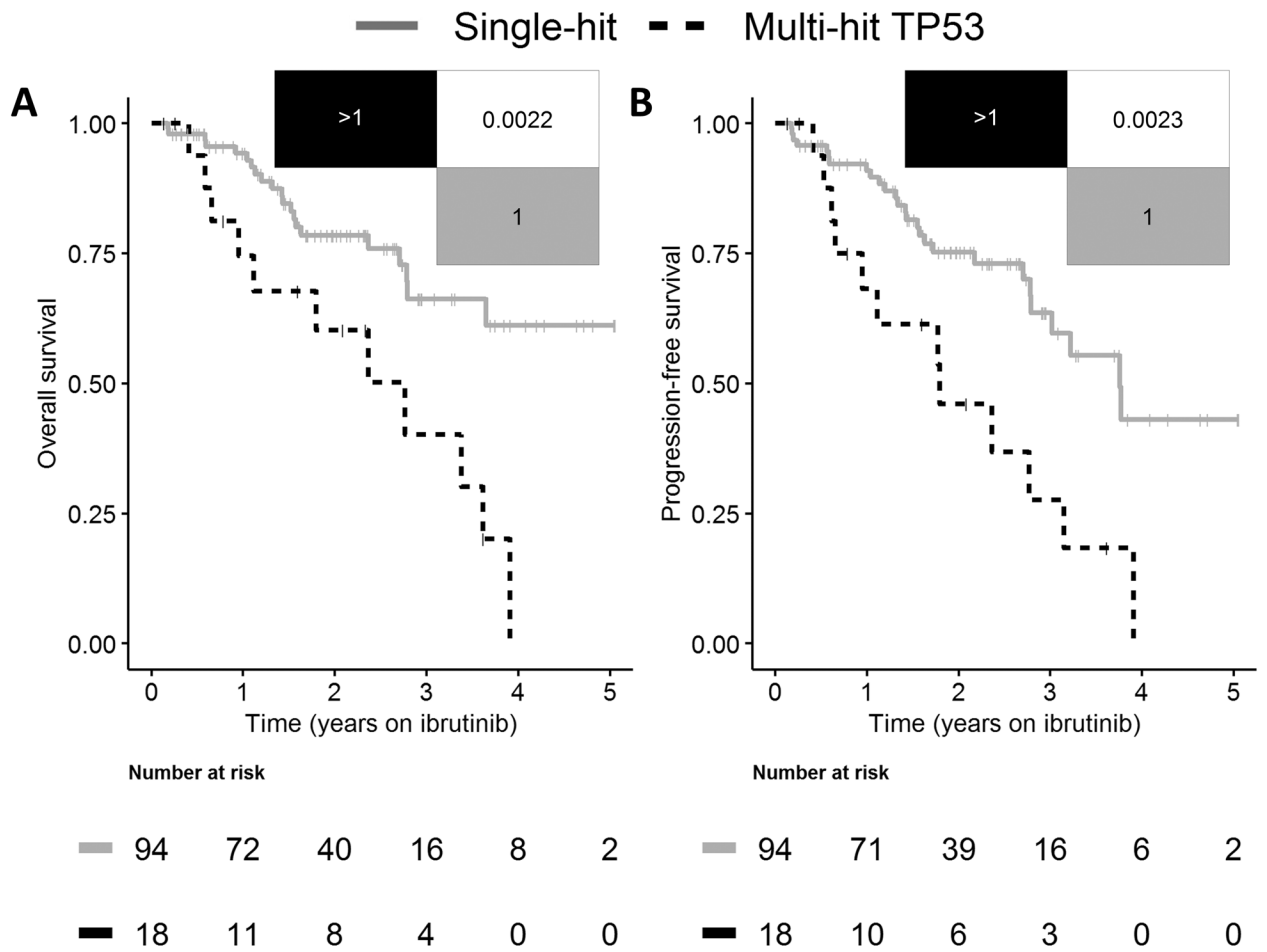 Single-hit Multi-hit TP53
A
>1 0.0022
1
1.00
0.75
0.50
0.25
0.00
Overall survival
0 1 2 3 4 5
Time (years on ibrutinib)
Number at risk
94 72 40 16 8 2
18 11 8 4 0 0
B
>1 0.0023
1
1.00
0.75
0.50
0.25
0.00
Progression-free survival
0 1 2 3 4 5
Time (years on ibrutinib)
Number at risk
94 71 39 16 6 2
18 10 6 3 0 0